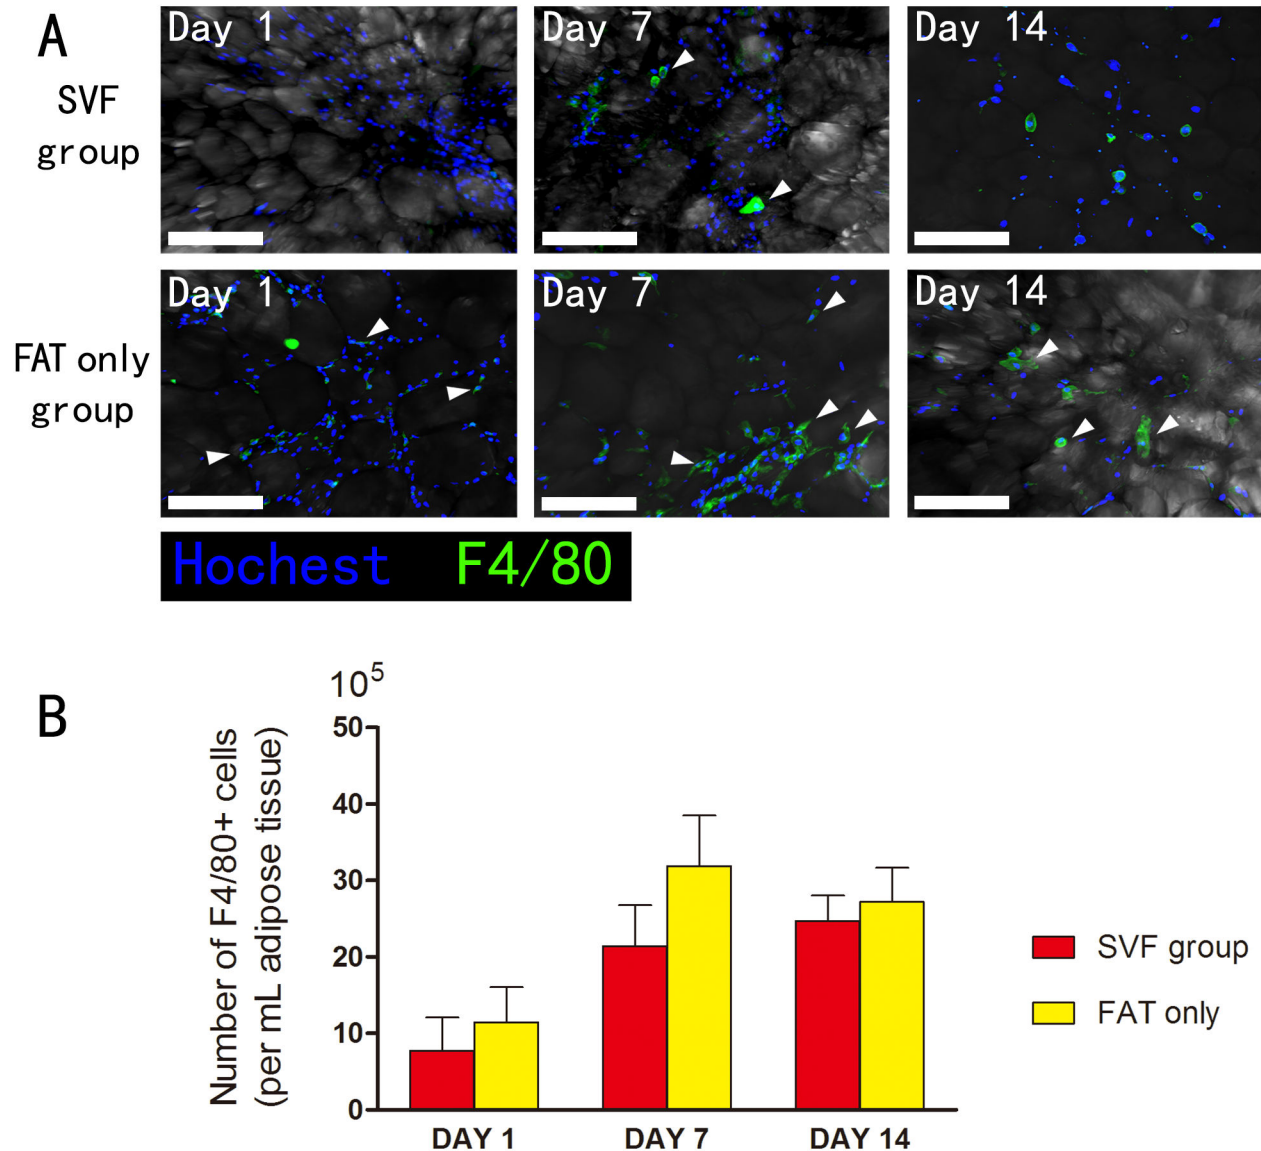 A
SVF
group
Day 1
Day 7
Day 14
FAT only
group
Day 1
Day 7
Day 14
Hochest F4/80
B
10⁵
Number of F4/80+ cells
(per mL adipose tissue)
50
40
30
20
10
0
DAY 1
DAY 7
DAY 14
SVF group
FAT only